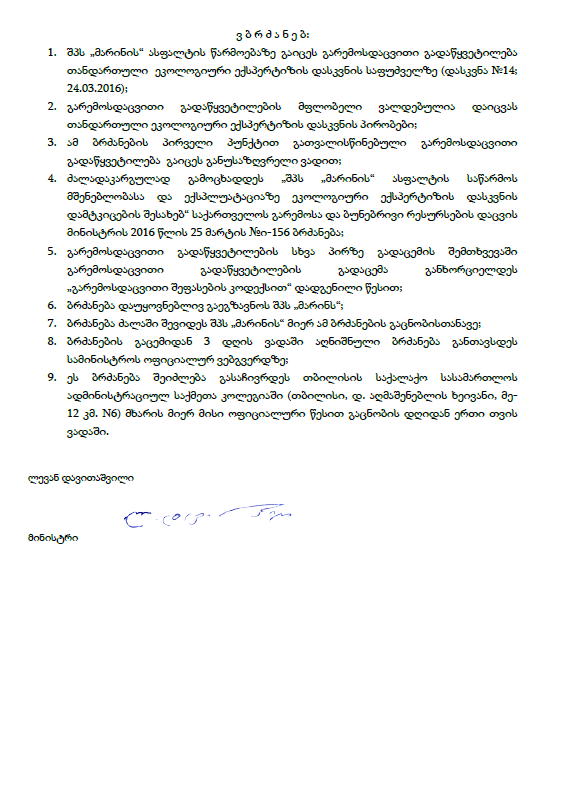 ვ ბ რ ძ ა ნ ე ბ:
1. შპს „მარინის“ ასფალტის წარმოებაზე გაიცეს გარემოსდაცვითი გადაწყვეტილება
თანდართული ეკოლოგიური ექსპერტიზის დასკვნის საფუძველზე (დასკვნა №14;
24.03.2016);
2. გარემოსდაცვითი გადაწყვეტილების მფლობელი ვალდებულია დაიცვას
თანდართული ეკოლოგიური ექსპერტიზის დასკვნის პირობები;
3. ამ ბრძანების პირველი პუნქტით გათვალისწინებული გარემოსდაცვითი
გადაწყვეტილება გაიცეს განუსაზღვრელი ვადით;
4. ძალადაკარგულად გამოცხადდეს „შპს „მარინის“ ასფალტის საწარმოს
მშენებლობასა და ექსპლუატაციაზე ეკოლოგიური ექსპერტიზის დასკვნის
დამტკიცების შესახებ“ საქართველოს გარემოსა და ბუნებრივი რესურსების დაცვის
მინისტრის 2016 წლის 25 მარტის №ი-156 ბრძანება;
5. გარემოსდაცვითი გადაწყვეტილების სხვა პირზე გადაცემის შემთხვევაში
გარემოსდაცვითი გადაწყვეტილების გადაცემა განხორციელდეს
„გარემოსდაცვითი შეფასების კოდექსით“ დადგენილი წესით;
6. ბრძანება დაუყოვნებლივ გაეგზავნოს შპს „მარინს“;
7. ბრძანება ძალაში შევიდეს შპს „მარინის“ მიერ ამ ბრძანების გაცნობისთანავე;
8. ბრძანების გაცემიდან 3 დღის ვადაში აღნიშნული ბრძანება განთავსდეს
სამინისტროს ოფიციალურ ვებგვერდზე;
9. ეს ბრძანება შეიძლება გასაჩივრდეს თბილისის საქალაქო სასამართლოს
ადმინისტრაციულ საქმეთა კოლეგიაში (თბილისი, დ. აღმაშენებლის ხეივანი, მე-
12 კმ. N6) მხარის მიერ მისი ოფიციალური წესით გაცნობის დღიდან ერთი თვის
ვადაში.
ლევან დავითაშვილი
მინისტრი